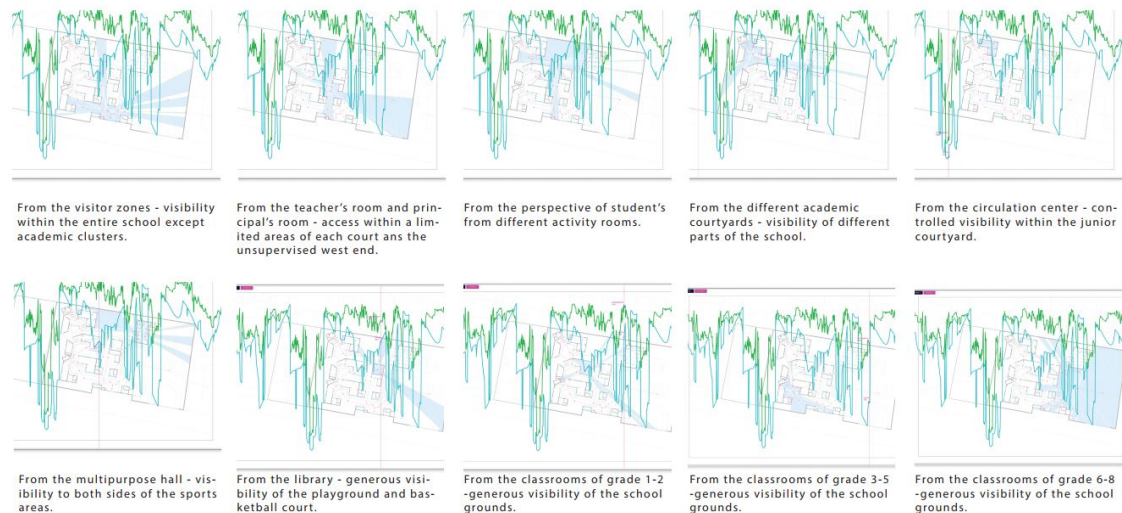 From the visitor zones - visibility
within the entire school except
academic clusters.
From the teacher's room and prin-
cipal's room - access within a lim-
ited areas of each court ans the
unsupervised west end.
From the perspective of student's
from different activity rooms.
From the different academic
courtyards - visibility of different
parts of the school.
From the circulation center - con-
trolled visibility within the junior
courtyard.
From the multipurpose hall - vis-
ibility to both sides of the sports
areas.
From the library - generous visi-
bility of the playground and bas-
ketball court.
From the classrooms of grade 1-2
-generous visibility of the school
grounds.
From the classrooms of grade 3-5
-generous visibility of the school
grounds.
From the classrooms of grade 6-8
-generous visibility of the school
grounds.